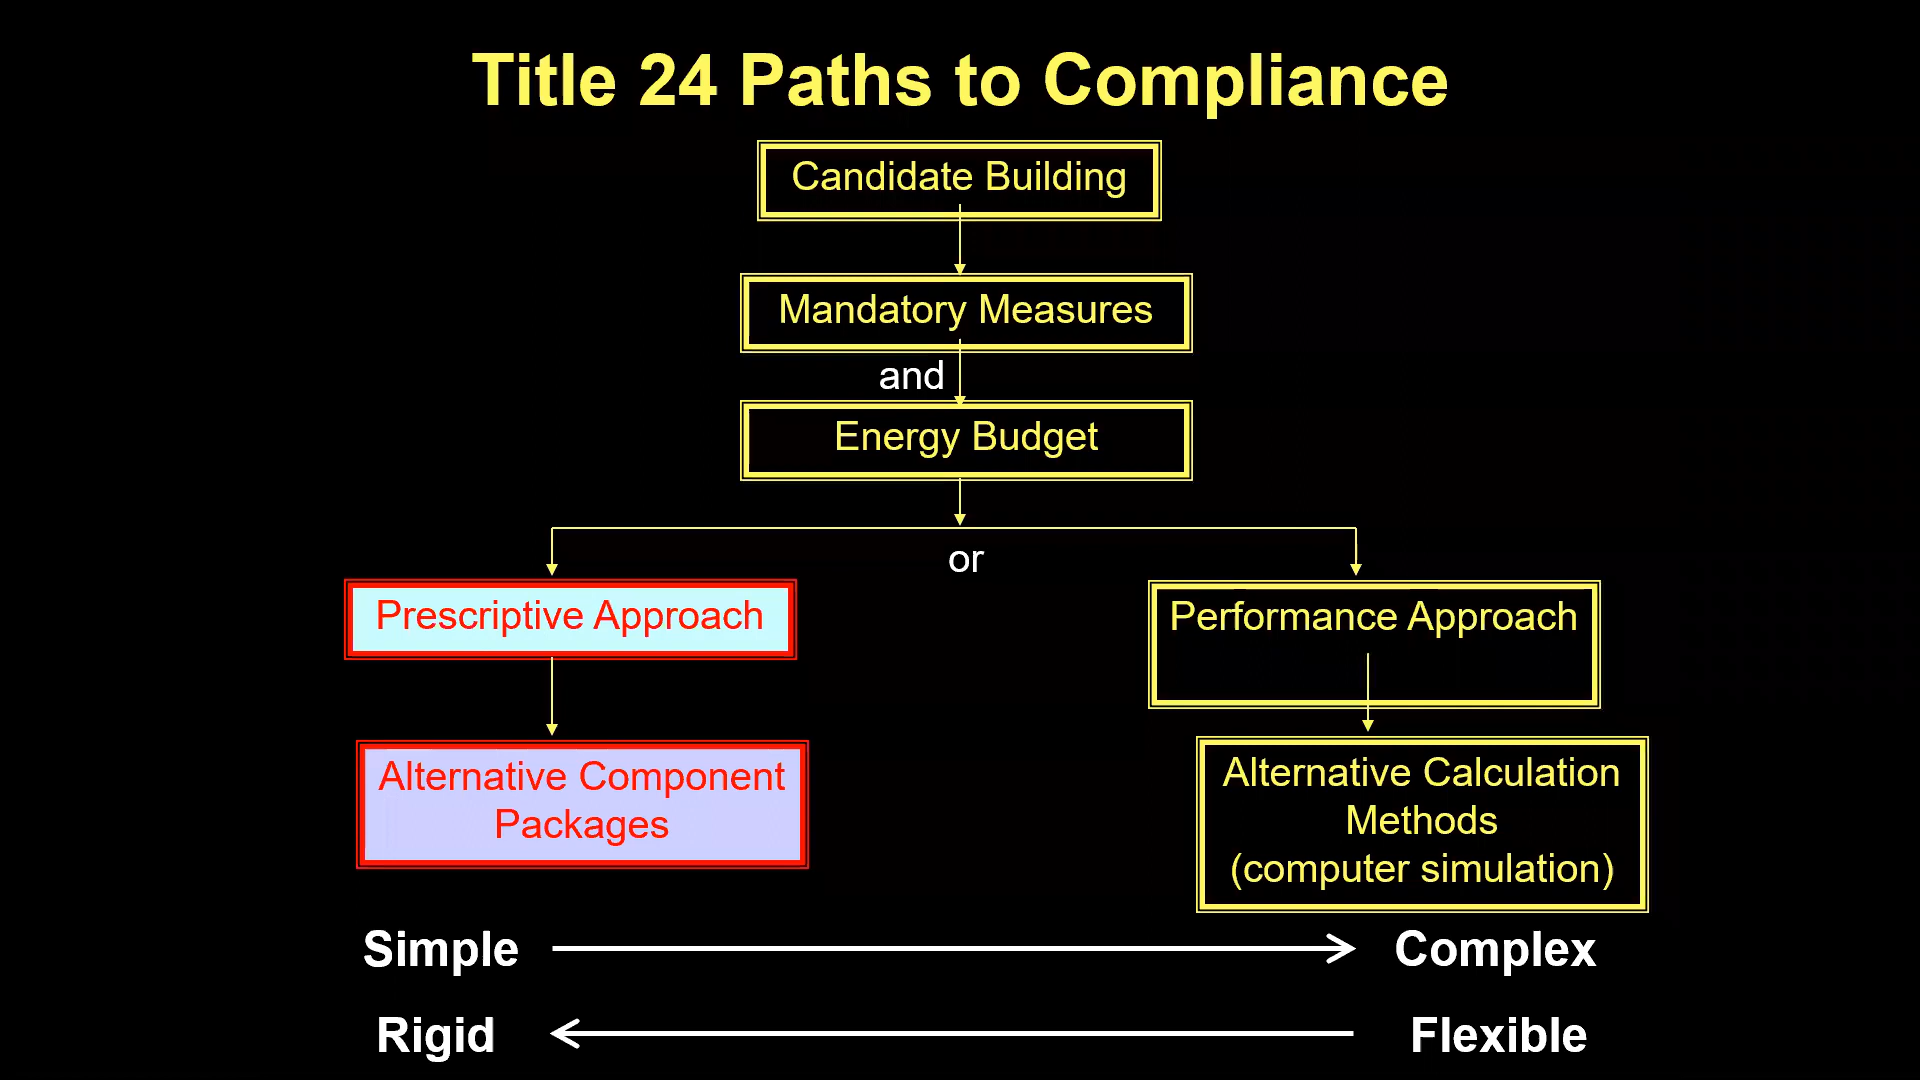 Title 24 Paths to Compliance
Candidate Building
Mandatory Measures
and
Energy Budget
or
Prescriptive Approach
Performance Approach
Alternative Component
Packages
Alternative Calculation
Methods
(computer simulation)
Simple
Complex
Rigid
Flexible